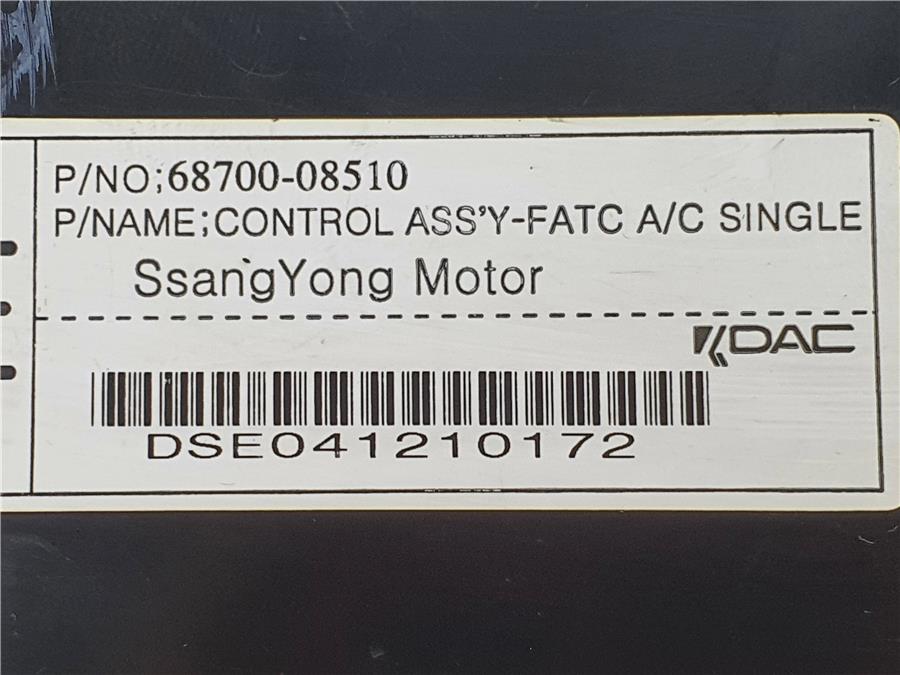 P/NO;68700-08510
P/NAME;CONTROL ASS'Y-FATC A/C SINGLE
SsangYong Motor
DAC
DSE041210172